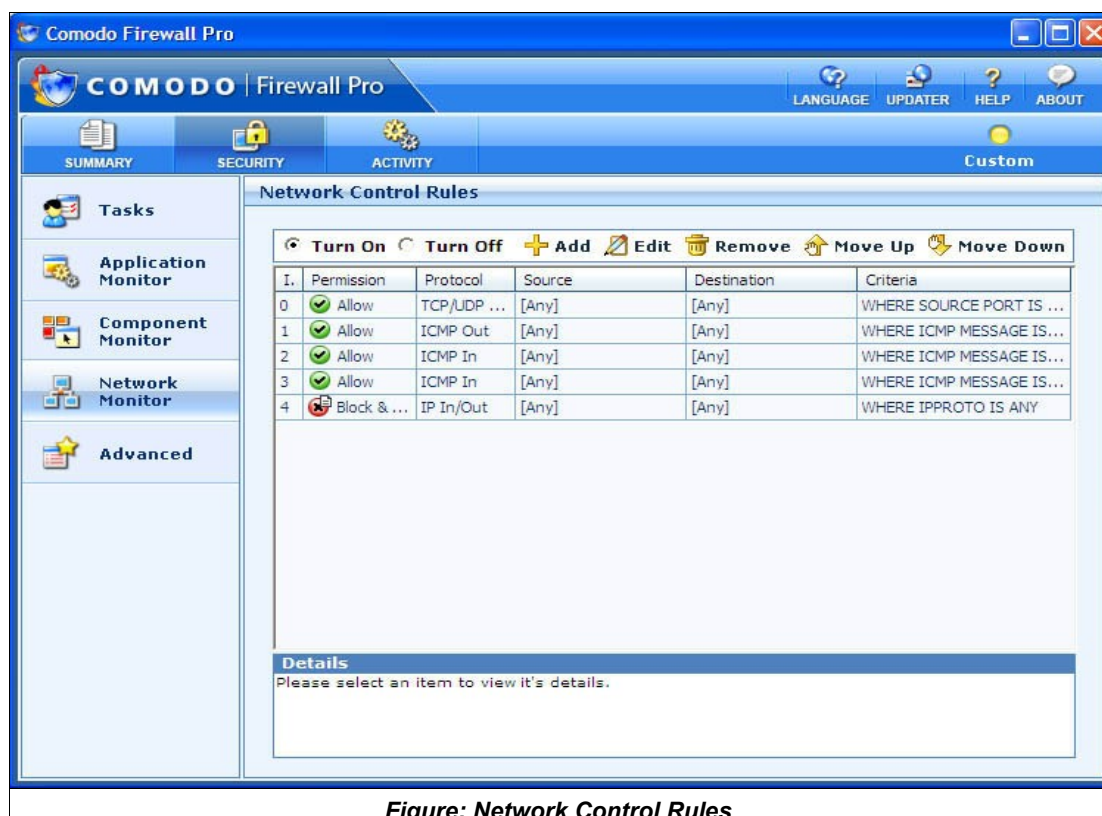 Comodo Firewall Pro
COMODO | Firewall Pro
LANGUAGE UPDATER HELP ABOUT
SUMMARY SECURITY ACTIVITY Custom
Tasks
Application Monitor
Component Monitor
Network Monitor
Advanced
Network Control Rules
Turn On Turn Off Add Edit Remove Move Up Move Down
I. Permission Protocol Source Destination Criteria
0 Allow TCP/UDP ... [Any] [Any] WHERE SOURCE PORT IS ...
1 Allow ICMP Out [Any] [Any] WHERE ICMP MESSAGE IS...
2 Allow ICMP In [Any] [Any] WHERE ICMP MESSAGE IS...
3 Allow ICMP In [Any] [Any] WHERE ICMP MESSAGE IS...
4 Block & ... IP In/Out [Any] [Any] WHERE IPPROTO IS ANY
Details
Please select an item to view it's details.
Figure: Network Control Rules